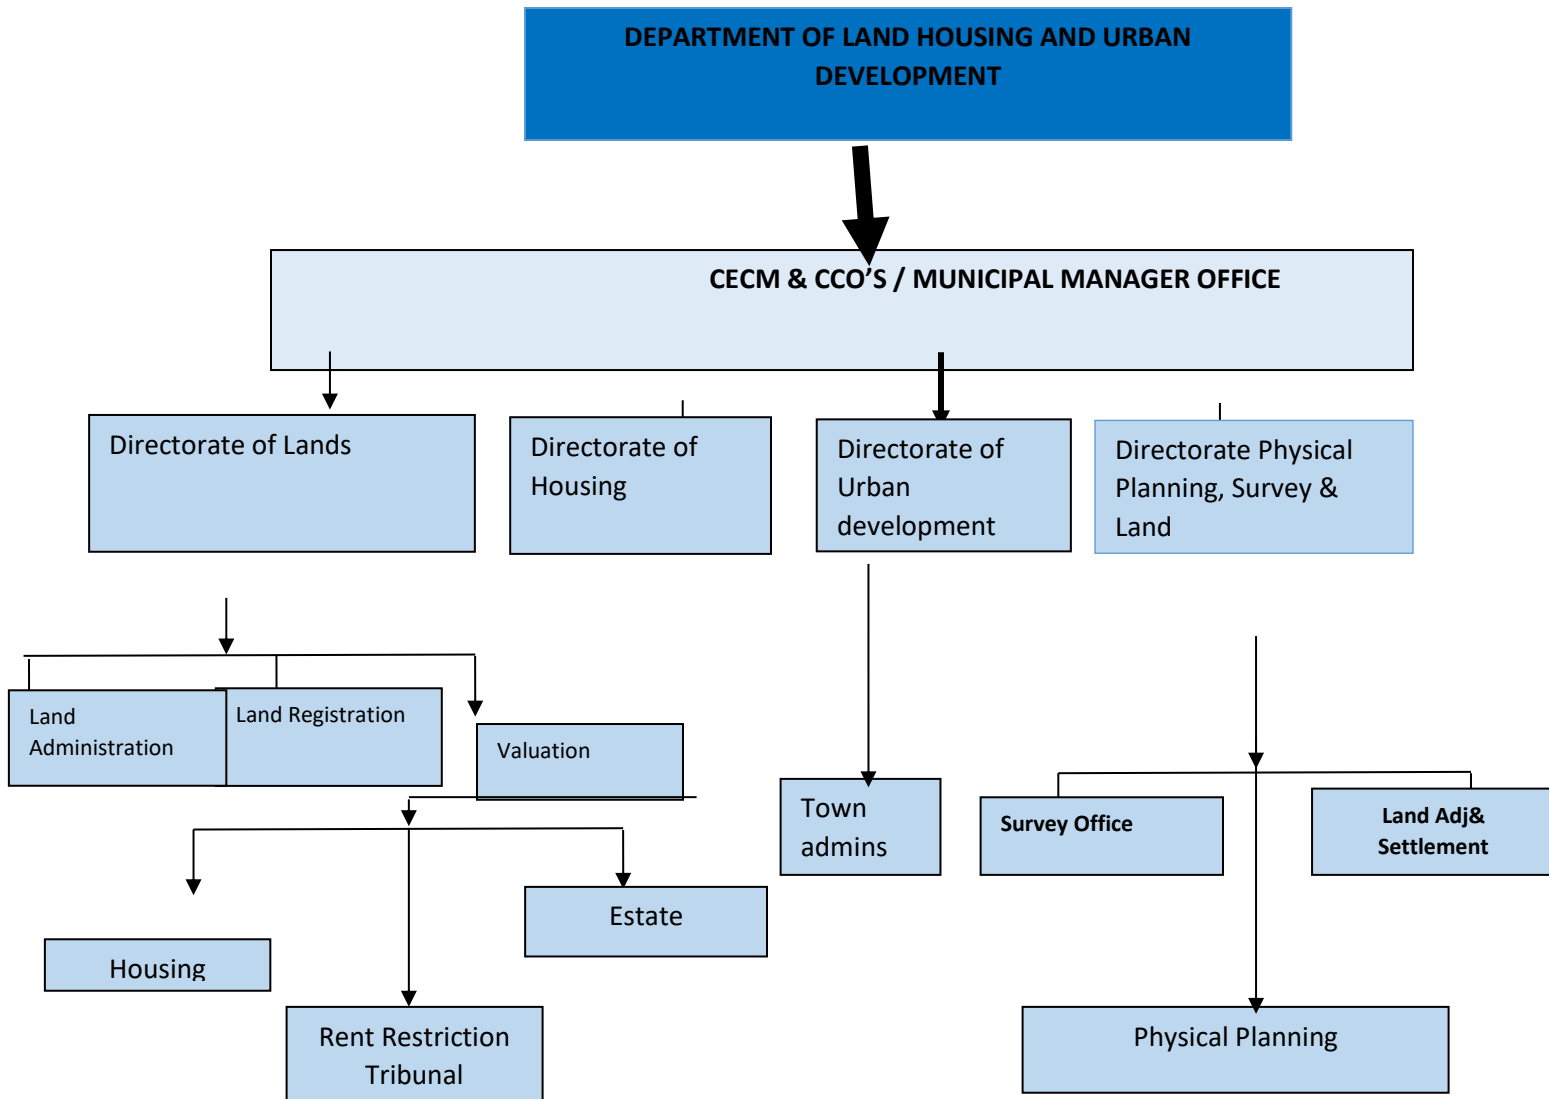 DEPARTMENT OF LAND HOUSING AND URBAN
DEVELOPMENT
CECM & CCO’S / MUNICIPAL MANAGER OFFICE
Directorate of Lands
Directorate of
Housing
Directorate of
Urban
development
Directorate Physical
Planning, Survey &
Land
Land
Administration
Land Registration
Valuation
Town
admins
Survey Office
Land Adj&
Settlement
Housing
Estate
Rent Restriction
Tribunal
Physical Planning